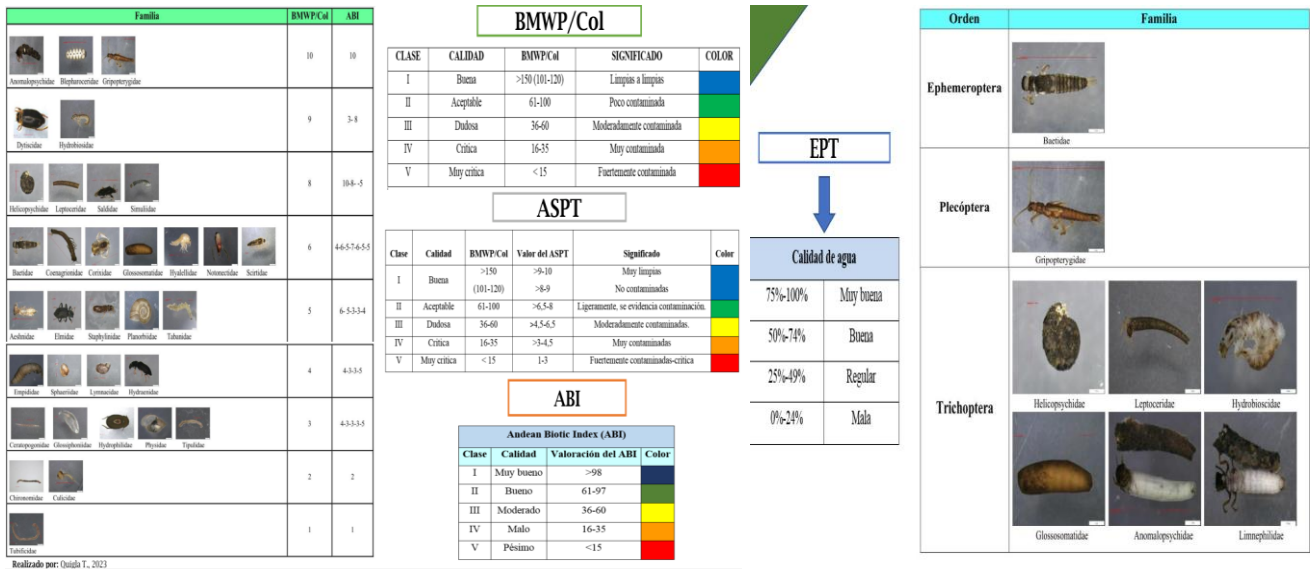 Familia BMWP/Col ABI
Anomalopsychidae Blepharoceridae Gripopterygidae
10 10
Dytiscidae Hydrobiosidae
9 3- 8
Helicopsychidae Leptoceridae Saldidae Simuliidae
8 10-8- -5
Baetidae Coenagrionidae Corixidae Glossosomatidae Hyalellidae Notonectidae Scirtidae
6 4-6-5-7-6-5-5
Aeshnidae Elmidae Staphylinidae Planorbiidae Tabanidae
5 6- 5-3-3-4
Empididae Sphaeriidae Lymnaeidae Hydraenidae
4 4-3-3-5
Ceratopogonidae Glossiphoniidae Hydrophilidae Physidae Tipulidae
3 4-3-3-3-5
Chironomidae Culicidae
2 2
Tubificidae
1 1
Realizado por: Quigla T., 2023
BMWP/Col
CLASE CALIDAD BMWP/Col SIGNIFICADO COLOR
I Buena >150 (101-120) Limpias a limpias
II Aceptable 61-100 Poco contaminada
III Dudosa 36-60 Moderadamente contaminada
IV Critica 16-35 Muy contaminada
V Muy critica < 15 Fuertemente contaminada
ASPT
Clase Calidad BMWP/Col Valor del ASPT Significado Color
I Buena >150 >9-10 Muy limpias
(101-120) >8-9 No contaminadas
II Aceptable 61-100 >6,5-8 Ligeramente, se evidencia contaminación.
III Dudosa 36-60 >4,5-6,5 Moderadamente contaminadas.
IV Critica 16-35 >3-4,5 Muy contaminadas
V Muy critica < 15 1-3 Fuertemente contaminadas-crítica
ABI
Andean Biotic Index (ABI)
Clase Calidad Valoración del ABI Color
I Muy bueno >98
II Bueno 61-97
III Moderado 36-60
IV Malo 16-35
V Pésimo <15
EPT
Calidad de agua
75%-100% Muy buena
50%-74% Buena
25%-49% Regular
0%-24% Mala
Orden Familia
Ephemeroptera
Baetidae
Plecóptera
Gripopterygidae
Trichoptera
Helicopsychidae Leptoceridae Hydrobioscidae
Glossosomatidae Anomalopsychidae Limnephilidae